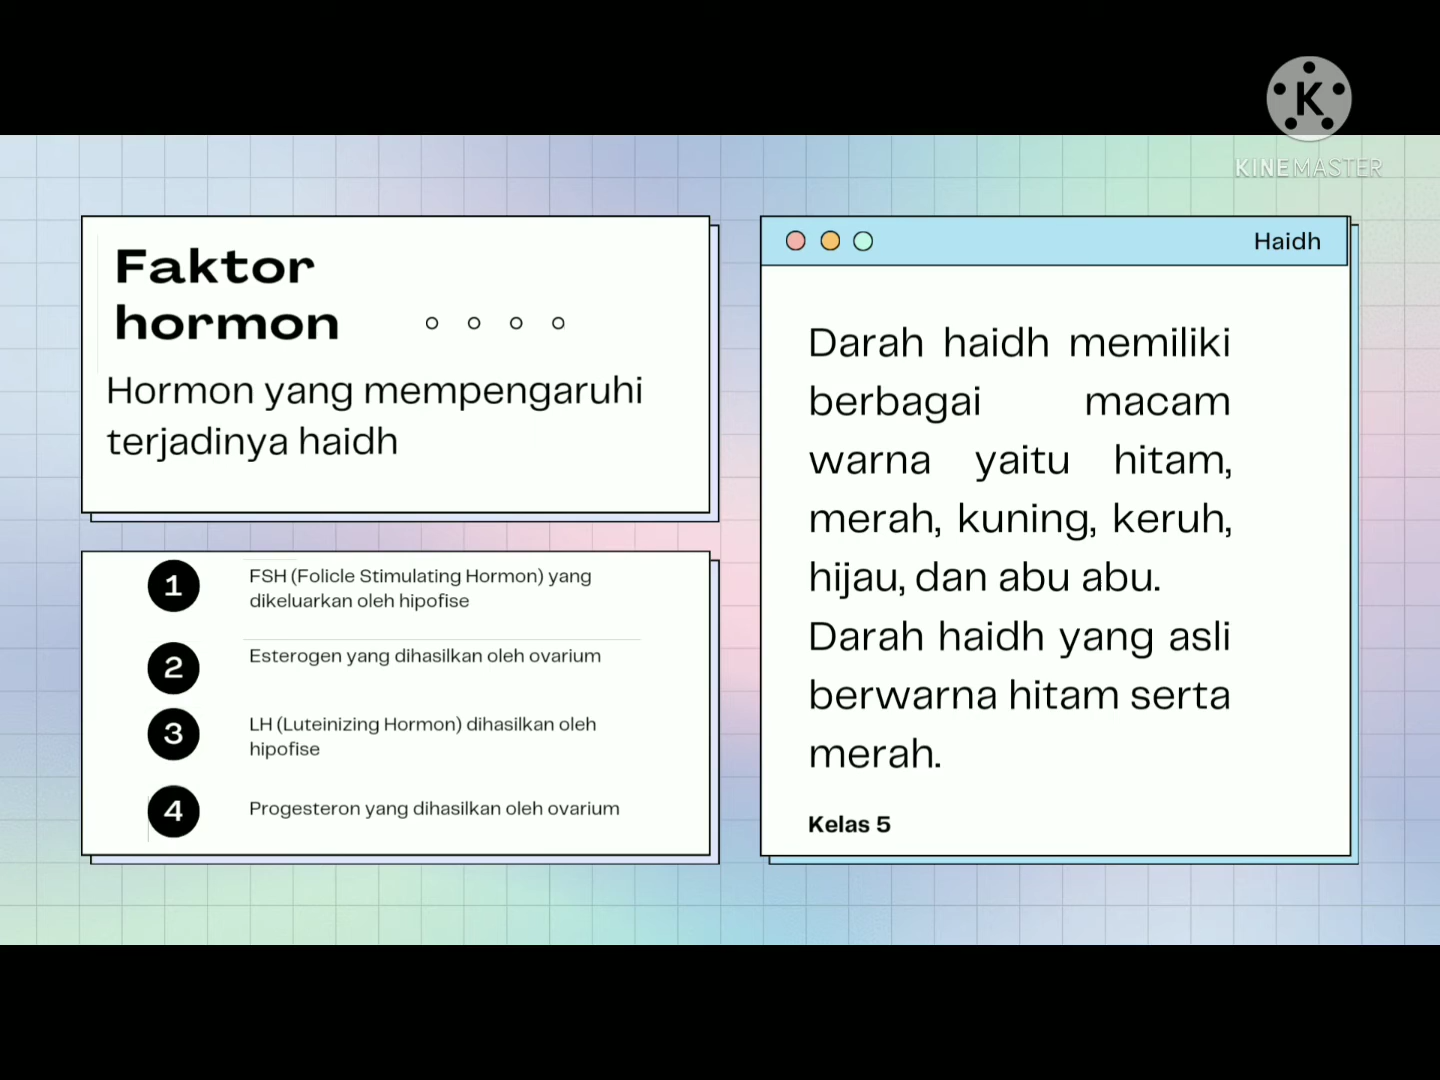 K
KINEMASTER
Faktor
hormon
Hormon yang mempengaruhi
terjadinya haidh
1
FSH (Folicle Stimulating Hormon) yang
dikeluarkan oleh hipofise
2
Esterogen yang dihasilkan oleh ovarium
3
LH (Luteinizing Hormon) dihasilkan oleh
hipofise
4
Progesteron yang dihasilkan oleh ovarium
Haidh
Darah haidh memiliki
berbagai macam
warna yaitu hitam,
merah, kuning, keruh,
hijau, dan abu abu.
Darah haidh yang asli
berwarna hitam serta
merah.
Kelas 5